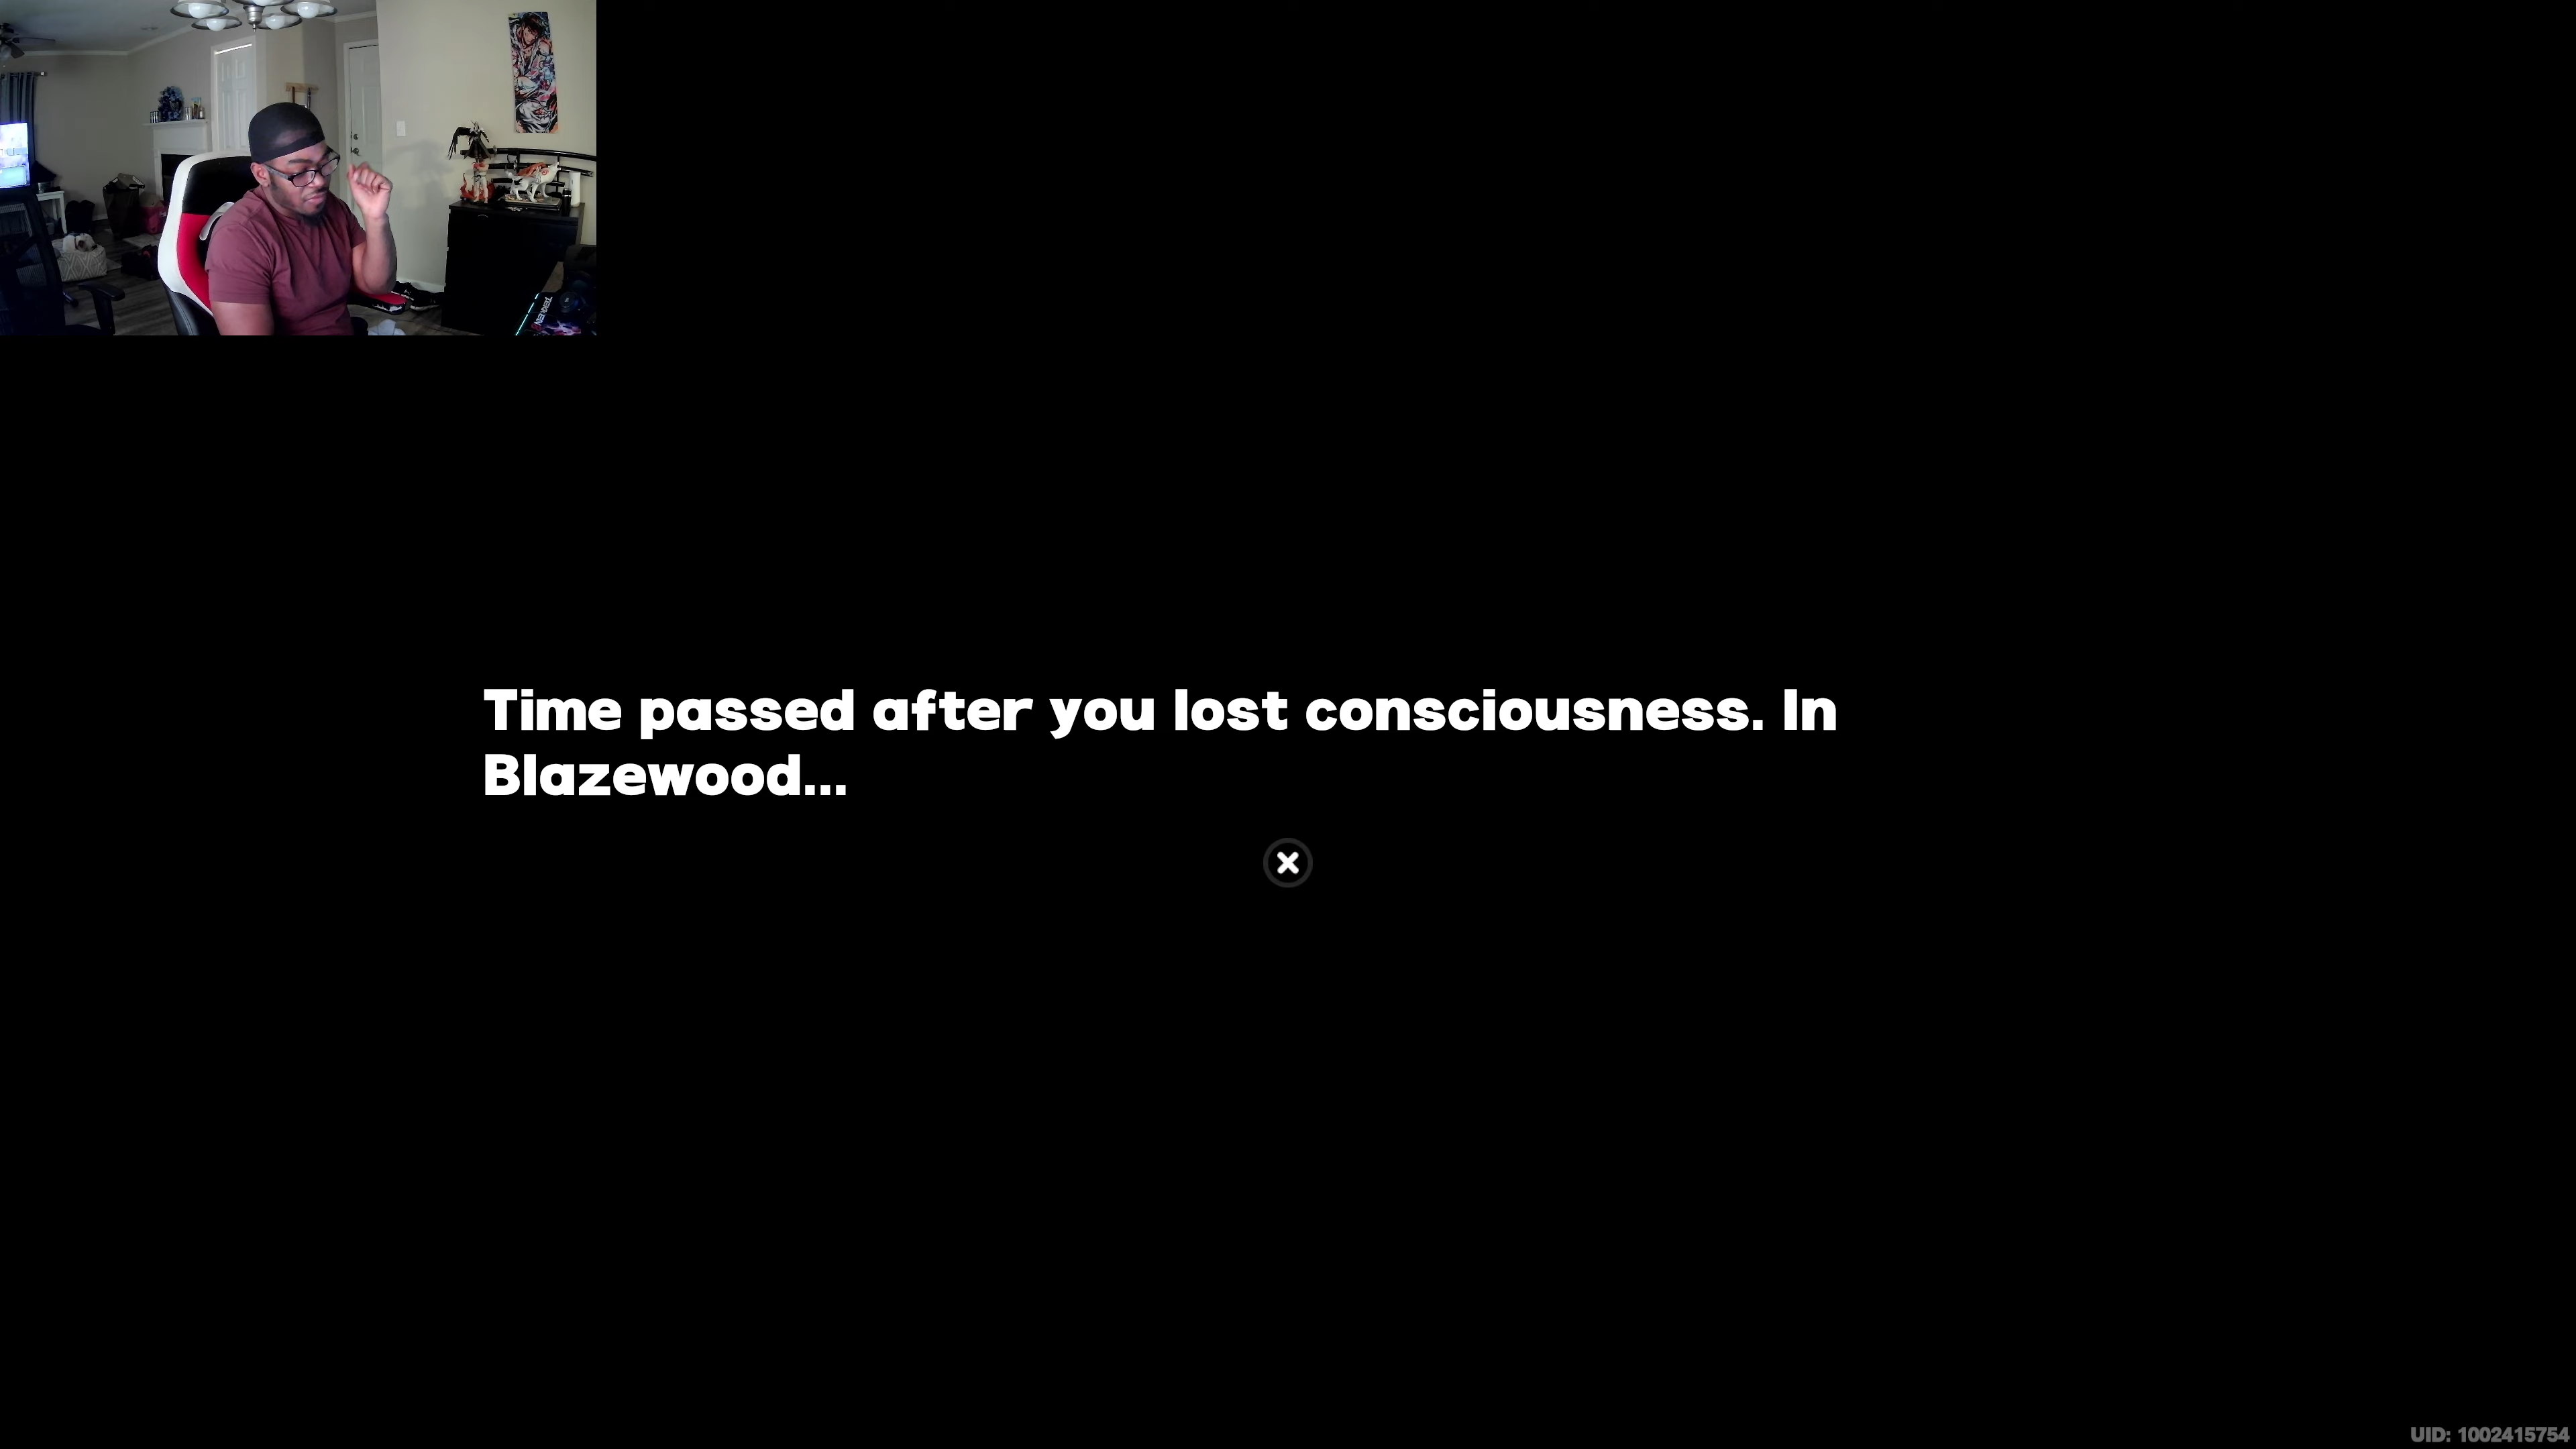 Time passed after you lost consciousness. In
Blazewood...
UID: 1002415754